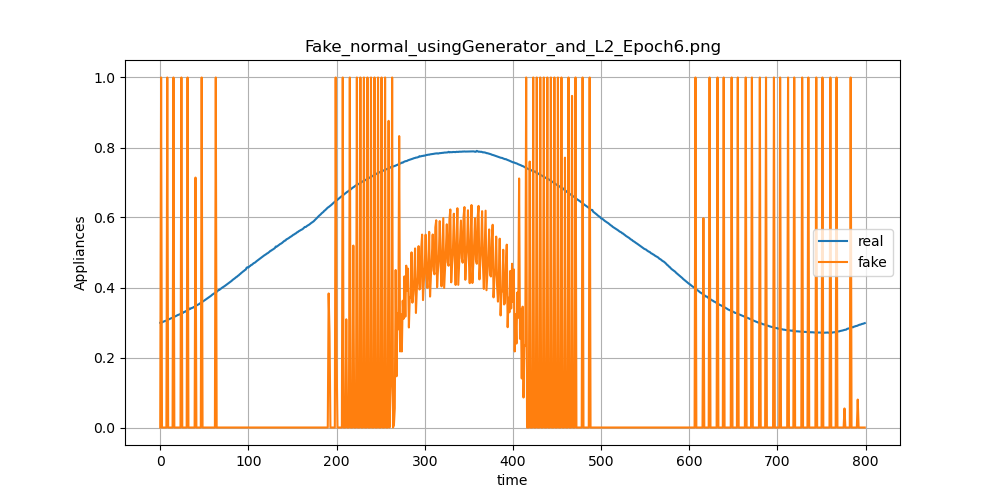 Fake_normal_usingGenerator_and_L2_Epoch6.png
1.0
0.8
0.6
0.4
0.2
0.0
Appliances
real
fake
0 100 200 300 400 500 600 700 800
time